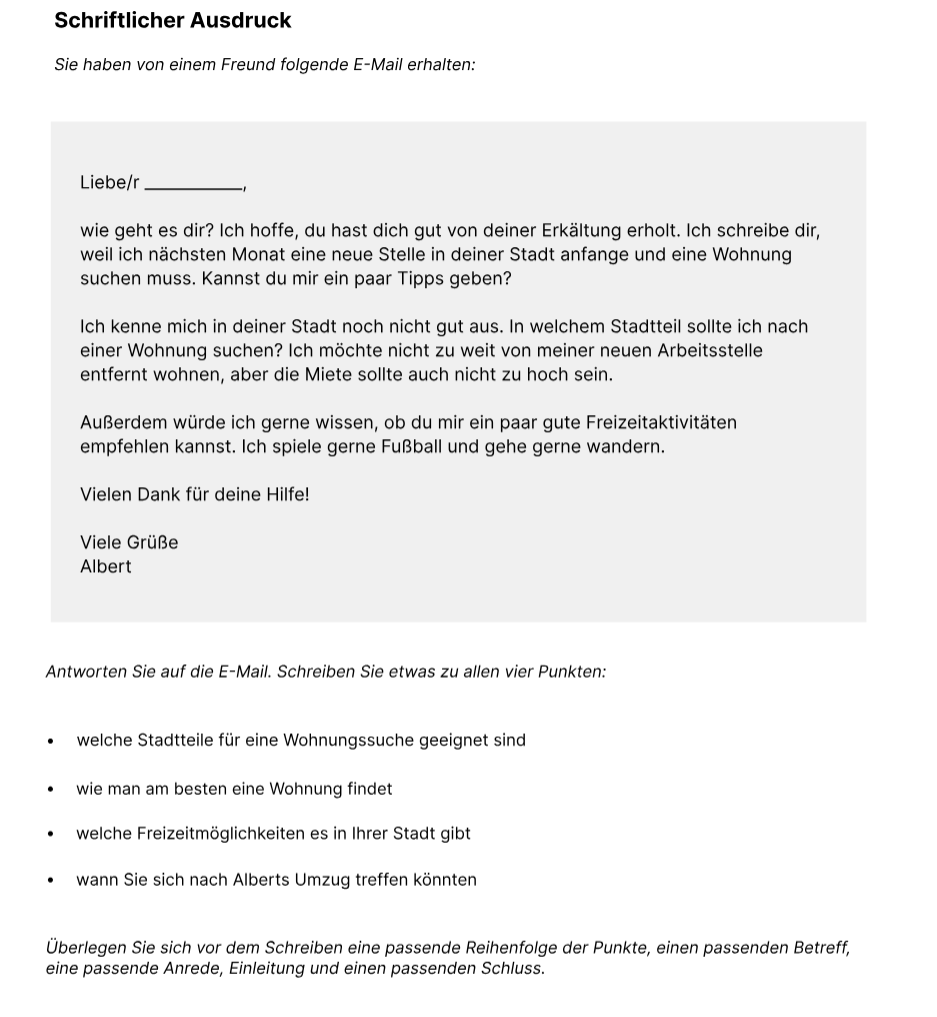 Schriftlicher Ausdruck
Sie haben von einem Freund folgende E-Mail erhalten:
Liebe/r __________,
wie geht es dir? Ich hoffe, du hast dich gut von deiner Erkältung erholt. Ich schreibe dir,
weil ich nächsten Monat eine neue Stelle in deiner Stadt anfange und eine Wohnung
suchen muss. Kannst du mir ein paar Tipps geben?
Ich kenne mich in deiner Stadt noch nicht gut aus. In welchem Stadtteil sollte ich nach
einer Wohnung suchen? Ich möchte nicht zu weit von meiner neuen Arbeitsstelle
entfernt wohnen, aber die Miete sollte auch nicht zu hoch sein.
Außerdem würde ich gerne wissen, ob du mir ein paar gute Freizeitaktivitäten
empfehlen kannst. Ich spiele gerne Fußball und gehe gerne wandern.
Vielen Dank für deine Hilfe!
Viele Grüße
Albert
Antworten Sie auf die E-Mail. Schreiben Sie etwas zu allen vier Punkten:
• welche Stadtteile für eine Wohnungssuche geeignet sind
• wie man am besten eine Wohnung findet
• welche Freizeitmöglichkeiten es in Ihrer Stadt gibt
• wann Sie sich nach Alberts Umzug treffen könnten
Überlegen Sie sich vor dem Schreiben eine passende Reihenfolge der Punkte, einen passenden Betreff,
eine passende Anrede, Einleitung und einen passenden Schluss.